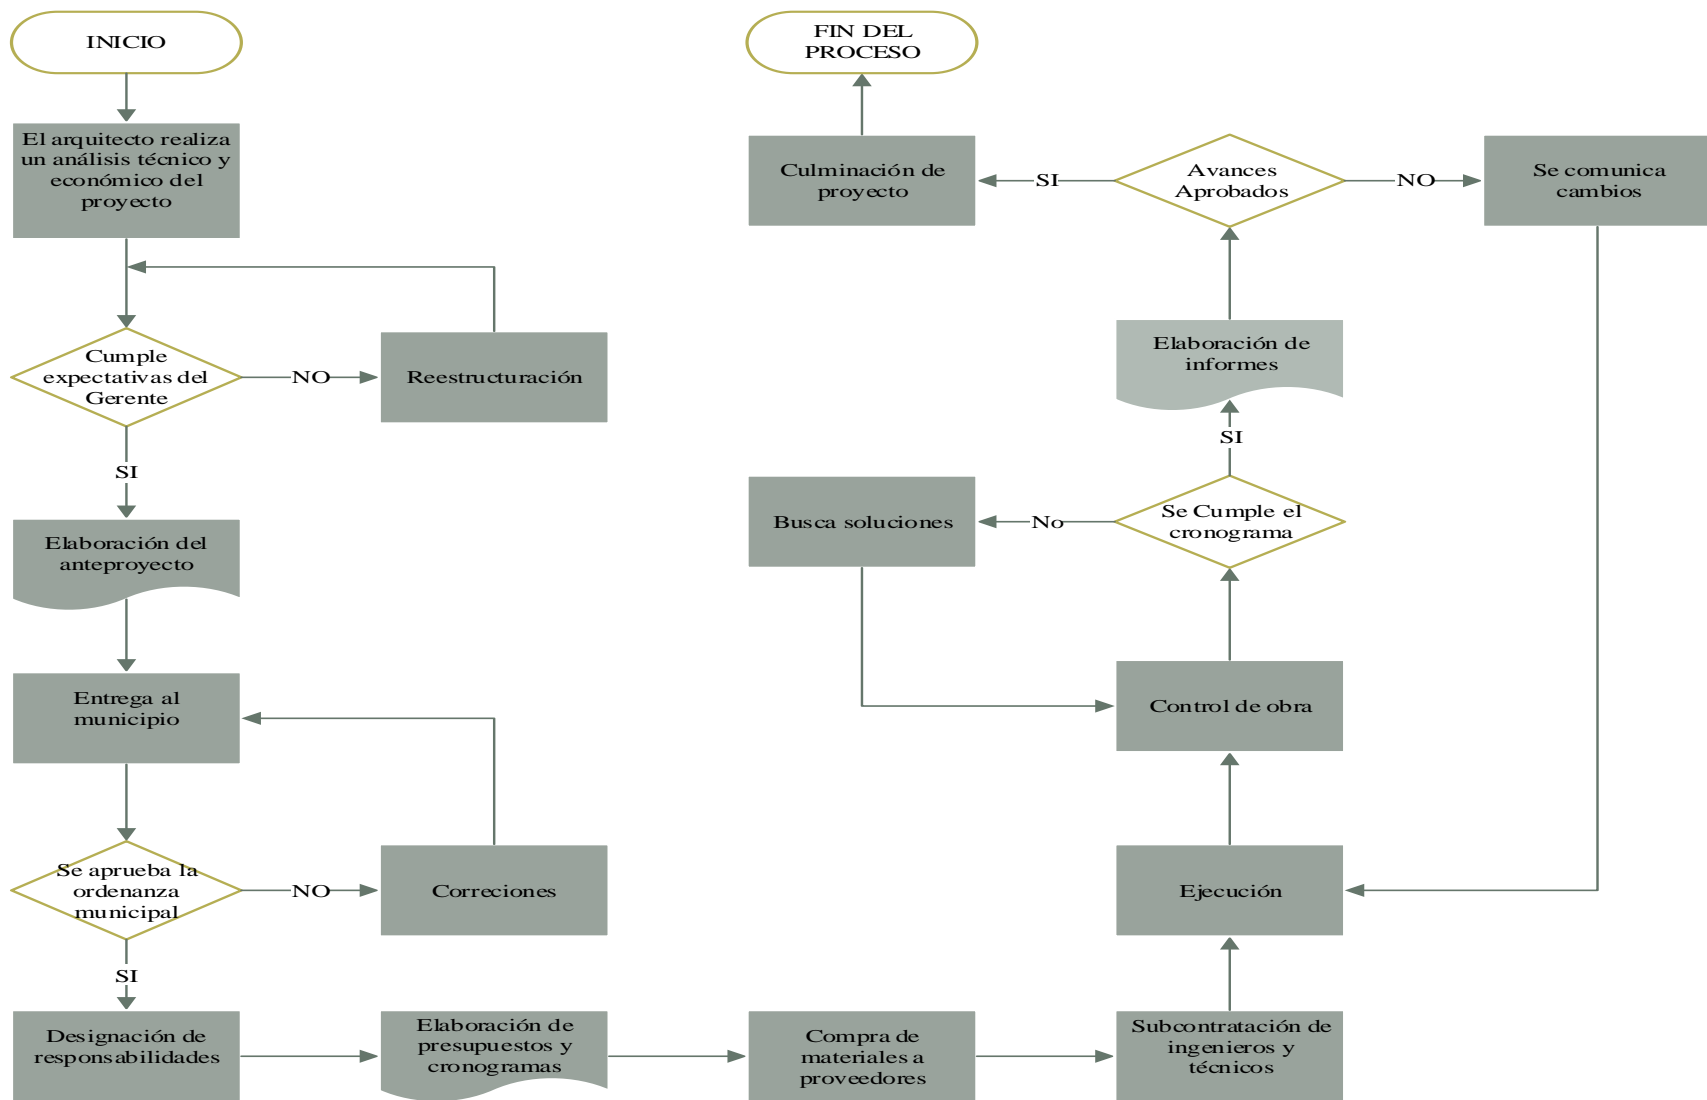 INICIO
El arquitecto realiza
un análisis técnico y
económico del
proyecto
Cumple
expectativas del
Gerente
NO
Reestructuración
SI
Elaboración del
anteproyecto
Entrega al
municipio
Se aprueba la
ordenanza
municipal
NO
Correciones
SI
Designación de
responsabilidades
Elaboración de
presupuestos y
cronogramas
Compra de
materiales a
proveedores
Subcontratación de
ingenieros y
técnicos
Ejecución
Control de obra
Se Cumple el
cronograma
No
Busca soluciones
SI
Elaboración de
informes
Avances
Aprobados
NO
Se comunica
cambios
SI
Culminación de
proyecto
FIN DEL
PROCESO